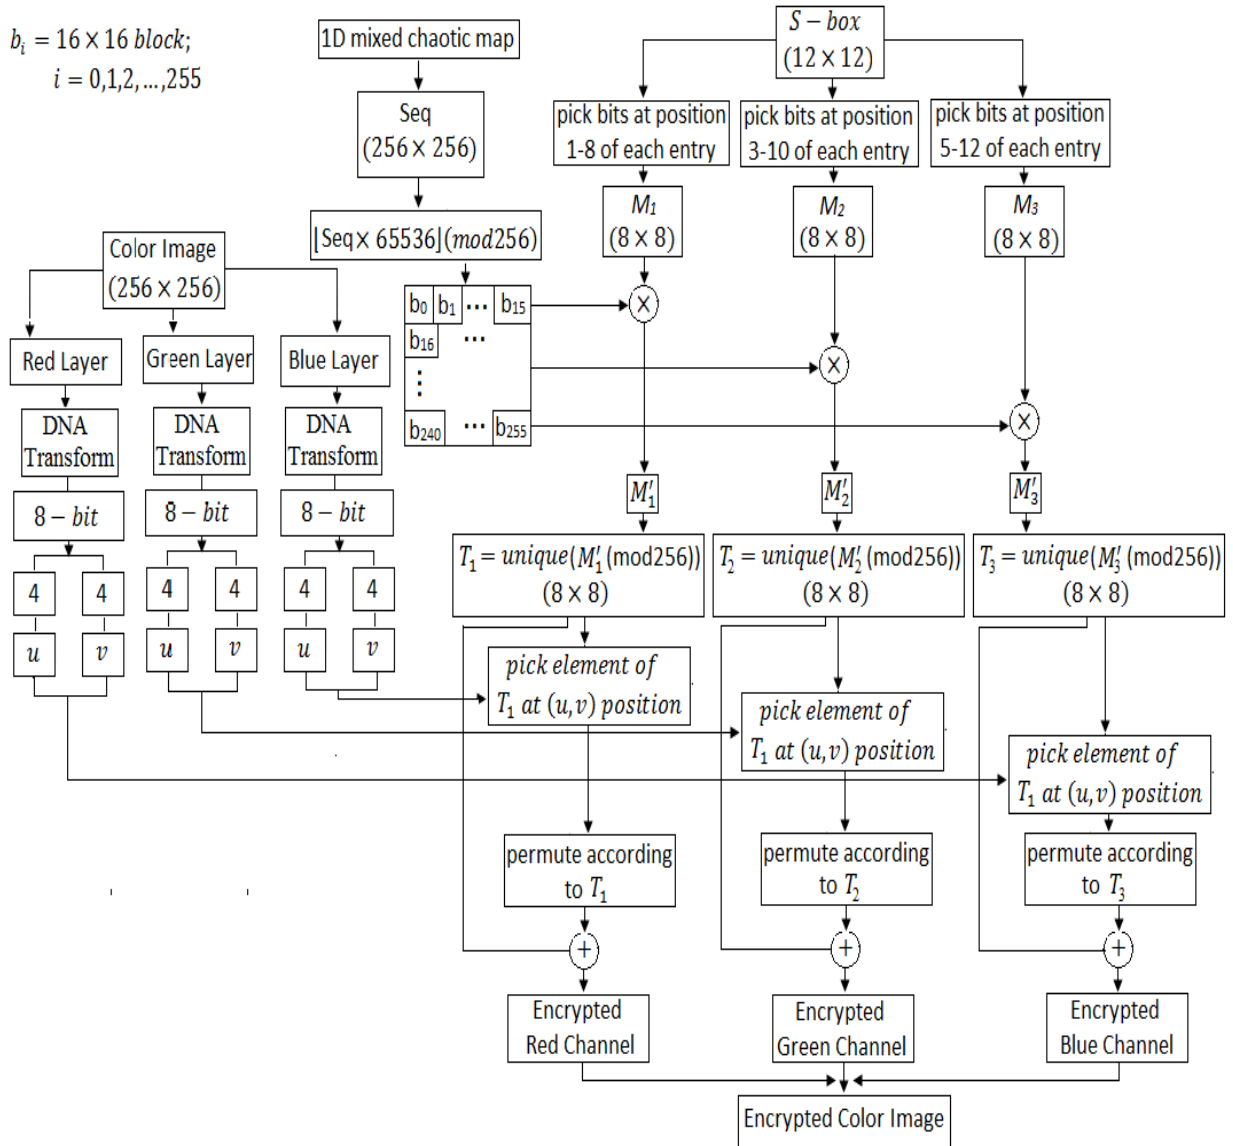 b_i = 16 × 16 block;
i = 0,1,2, ...,255
1D mixed chaotic map
Seq
(256 × 256)
⌊Seq × 65536⌋(mod256)
S − box
(12 × 12)
pick bits at position
1-8 of each entry
pick bits at position
3-10 of each entry
pick bits at position
5-12 of each entry
M₁
(8 × 8)
M₂
(8 × 8)
M₃
(8 × 8)
Color Image
(256 × 256)
Red Layer
Green Layer
Blue Layer
DNA
Transform
DNA
Transform
DNA
Transform
8 − bit
8 − bit
8 − bit
4
4
4
4
4
4
u
v
u
v
u
v
b₀ b₁ ... b₁₅
b₁₆ ...
⋮
b₂₄₀ ... b₂₅₅
×
×
×
M′₁
M′₂
M′₃
T₁ = unique(M′₁ (mod256))
(8 × 8)
T₂ = unique(M′₂ (mod256))
(8 × 8)
T₃ = unique(M′₃ (mod256))
(8 × 8)
pick element of
T₁ at (u,v) position
pick element of
T₁ at (u,v) position
pick element of
T₁ at (u,v) position
permute according
to T₁
permute according
to T₂
permute according
to T₃
+
+
+
Encrypted
Red Channel
Encrypted
Green Channel
Encrypted
Blue Channel
Encrypted Color Image